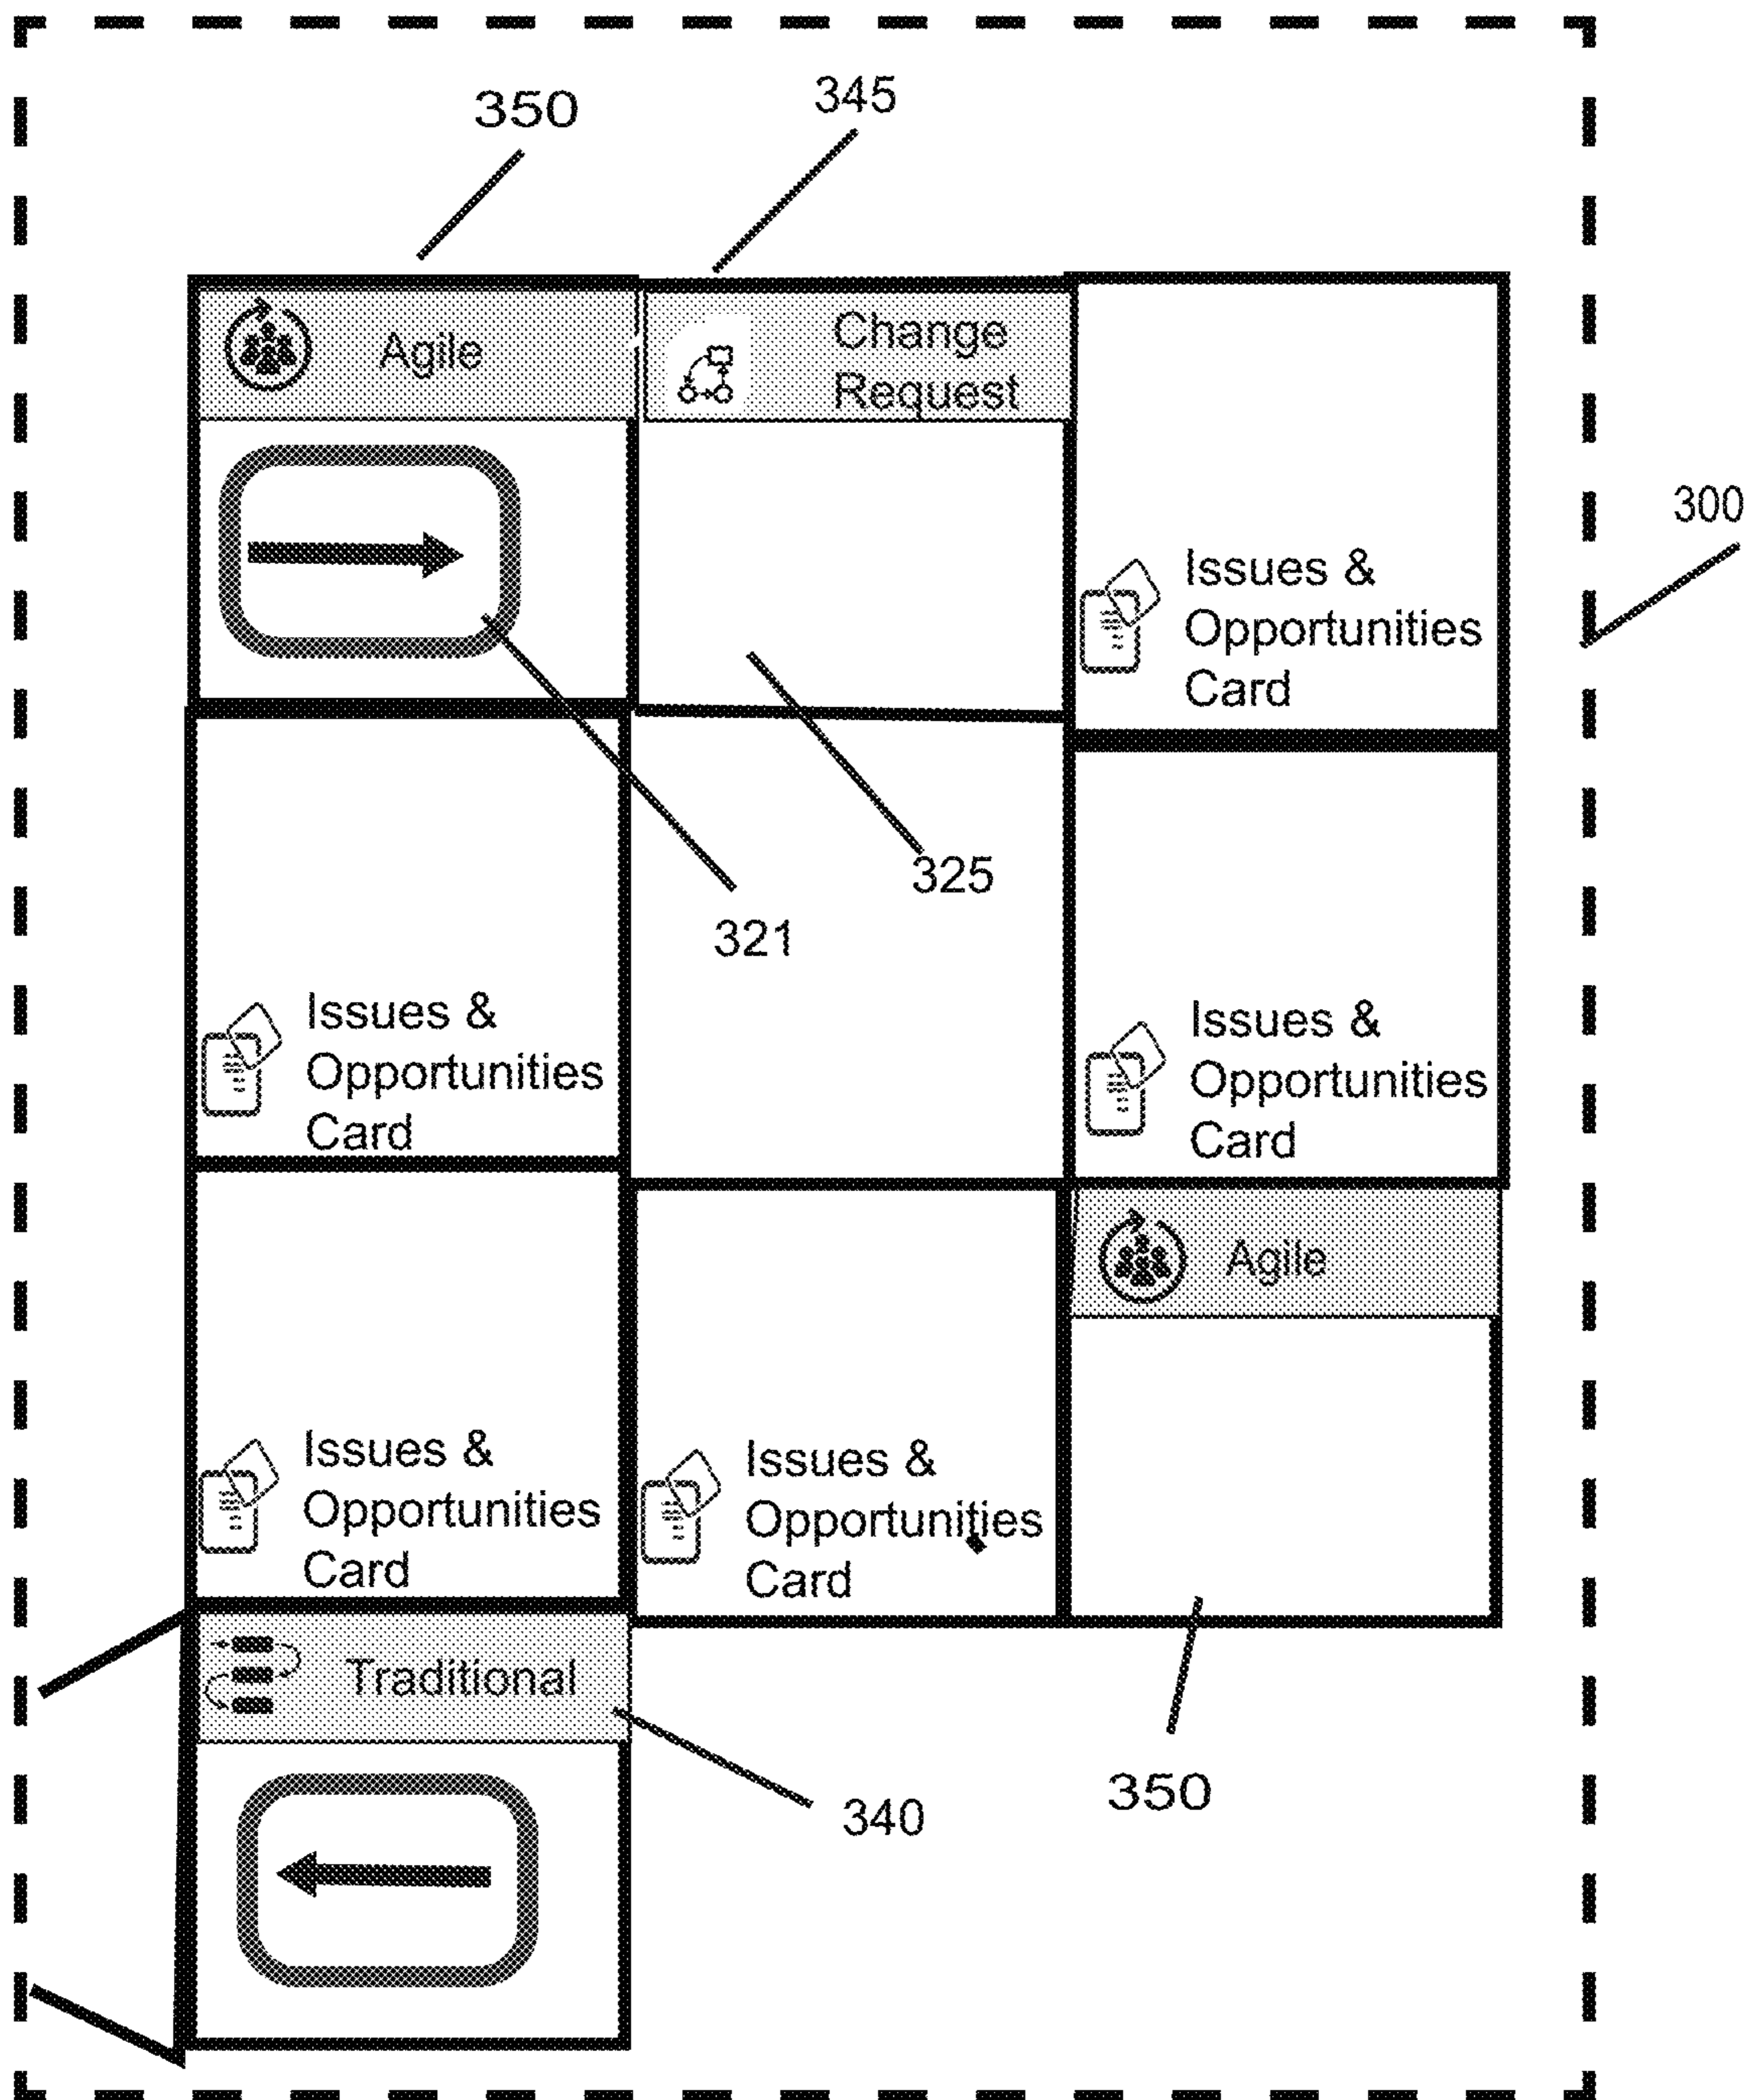 350
345
Agile
Change
Request
300
Issues &
Opportunities
Card
325
321
Issues &
Opportunities
Card
Issues &
Opportunities
Card
Agile
Issues &
Opportunities
Card
Issues &
Opportunities
Card
Traditional
350
340